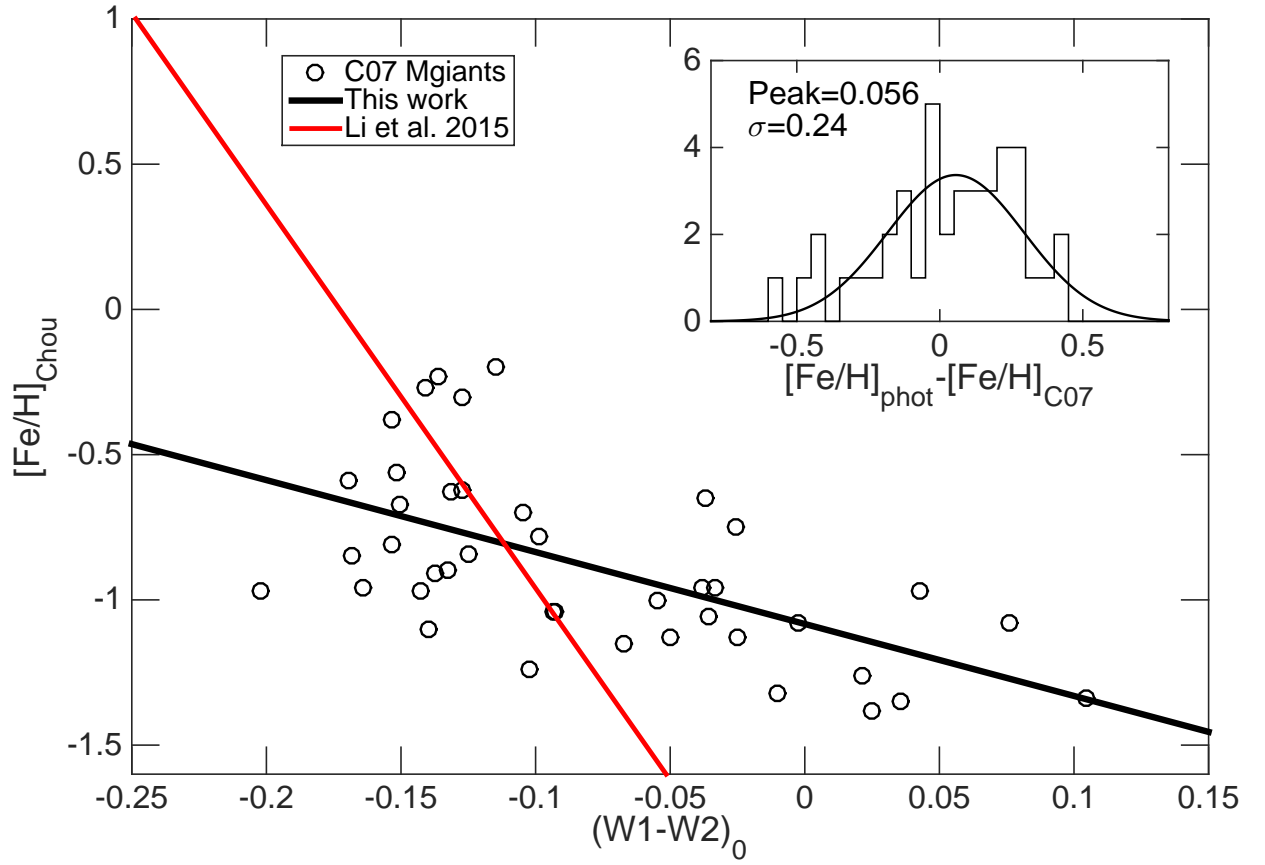 1
0.5
0
-0.5
-1
-1.5
[Fe/H]Chou
C07 Mgiants
This work
Li et al. 2015
Peak=0.056
σ=0.24
6
4
2
0
-0.5 0 0.5
[Fe/H]phot-[Fe/H]C07
-0.25 -0.2 -0.15 -0.1 -0.05 0 0.05 0.1 0.15
(W1-W2)0